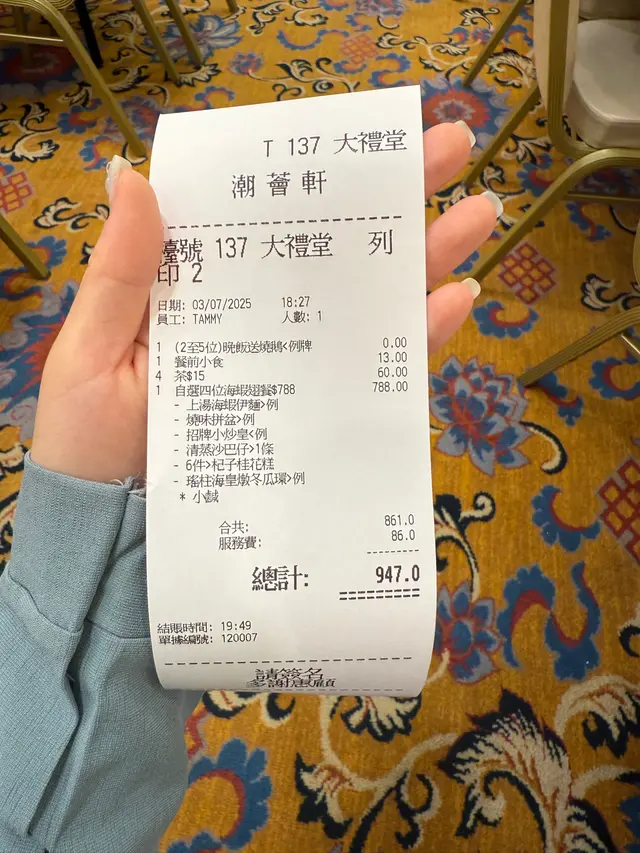 T 137 大禮堂
潮薈軒
檯號 137 大禮堂 列
印 2
日期: 03/07/2025 18:27
員工: TAMMY 人數: 1
1 (2至5位)晚飯送燒鵝<例牌 0.00
1 餐前小食 13.00
4 茶$15 60.00
1 自選四位海蝦翅餐$788 788.00
- 上湯海蝦伊麵>例
- 燒味拼盆>例
- 招牌小炒皇<例
- 清蒸沙巴仔>1條
- 6件>杞子桂花糕
- 瑤柱海皇燉冬瓜環>例
* 小鹹
合共: 861.0
服務費: 86.0
總計: 947.0
結賬時間: 19:49
單據編號: 120007
請簽名
多謝惠顧